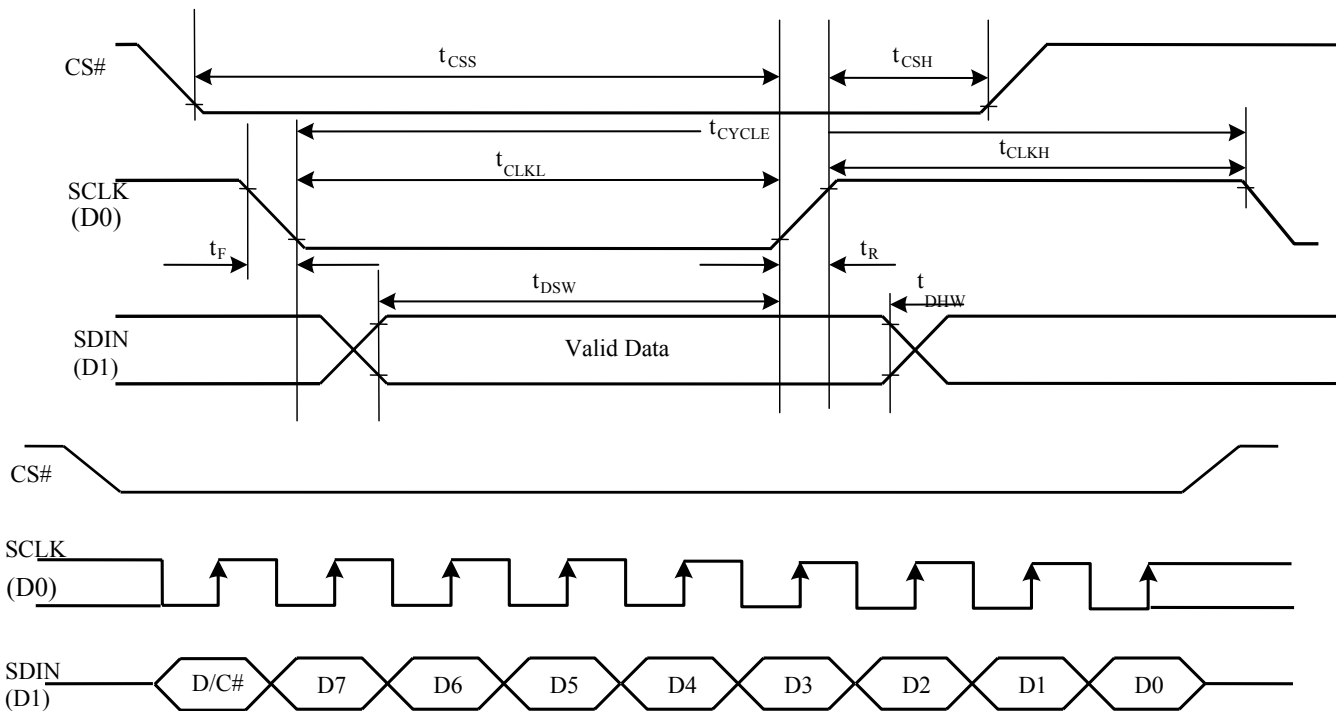 CS#
t_CSS
t_CSH
t_CYCLE
t_CLKL
t_CLKH
SCLK
(D0)
t_F
t_R
t_DSW
t_DHW
SDIN
(D1)
Valid Data
CS#
SCLK
(D0)
SDIN
(D1)
D/C# D7 D6 D5 D4 D3 D2 D1 D0